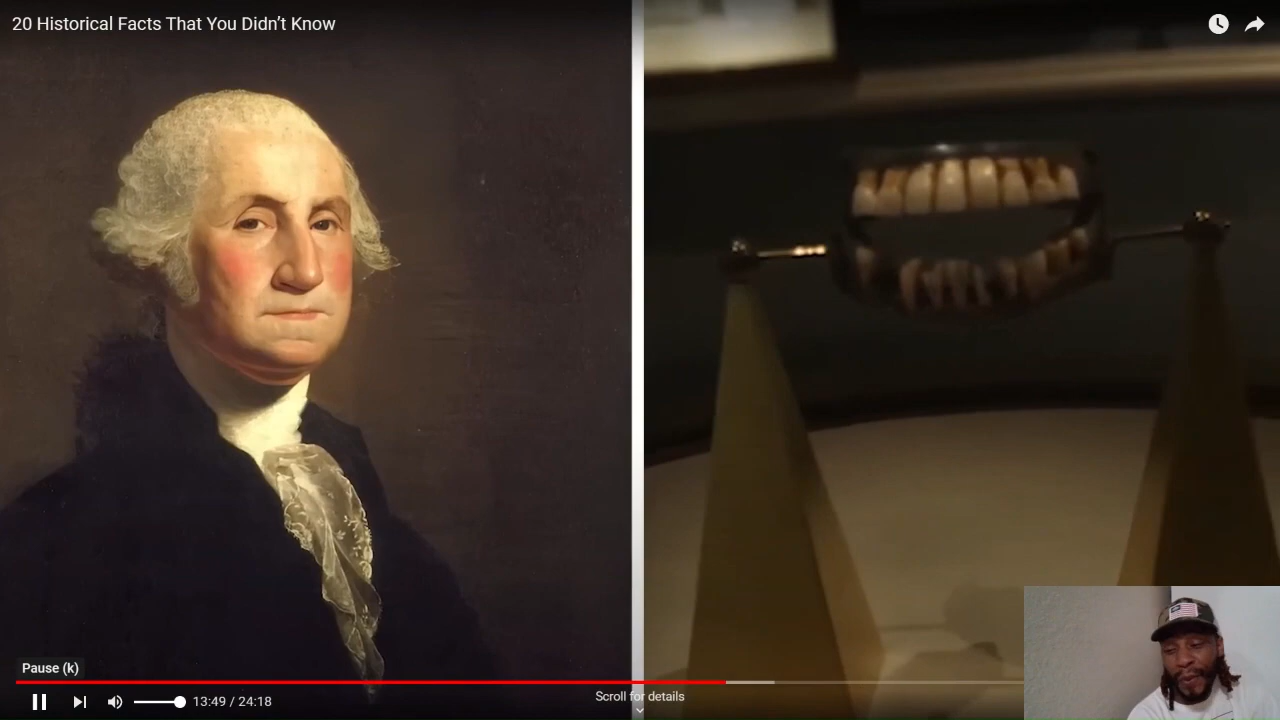 20 Historical Facts That You Didn’t Know
Pause (k)
13:49 / 24:18
Scroll for details